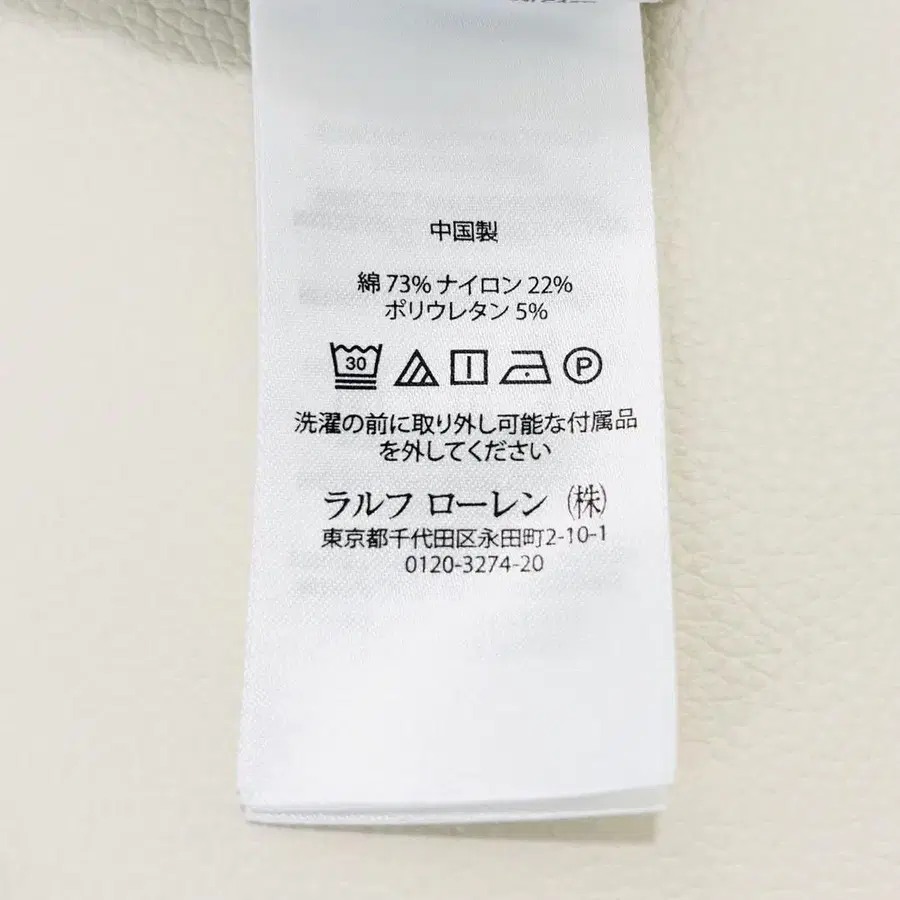 中国製
綿 73% ナイロン 22%
ポリウレタン 5%
30 P
洗濯の前に取り外し可能な付属品
を外してください
ラルフ ローレン (株)
東京都千代田区永田町2-10-1
0120-3274-20